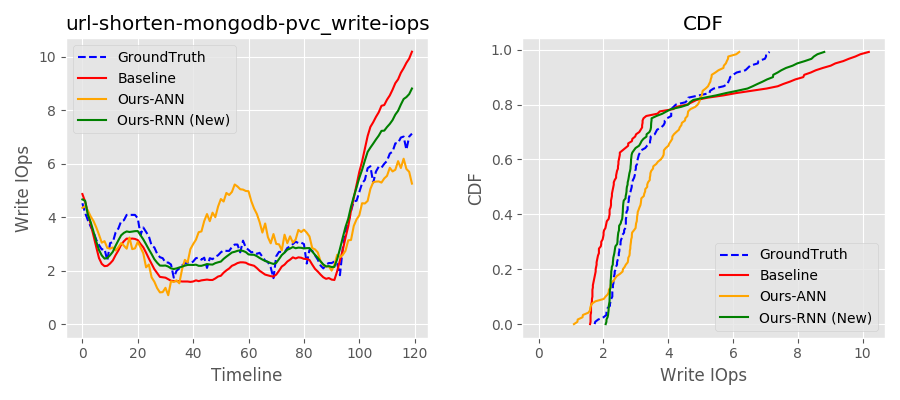 url-shorten-mongodb-pvc_write-iops
GroundTruth
Baseline
Ours-ANN
Ours-RNN (New)
Write IOps
10
8
6
4
2
0
0 20 40 60 80 100 120
Timeline
CDF
CDF
1.0
0.8
0.6
0.4
0.2
0.0
GroundTruth
Baseline
Ours-ANN
Ours-RNN (New)
0 2 4 6 8 10
Write IOps